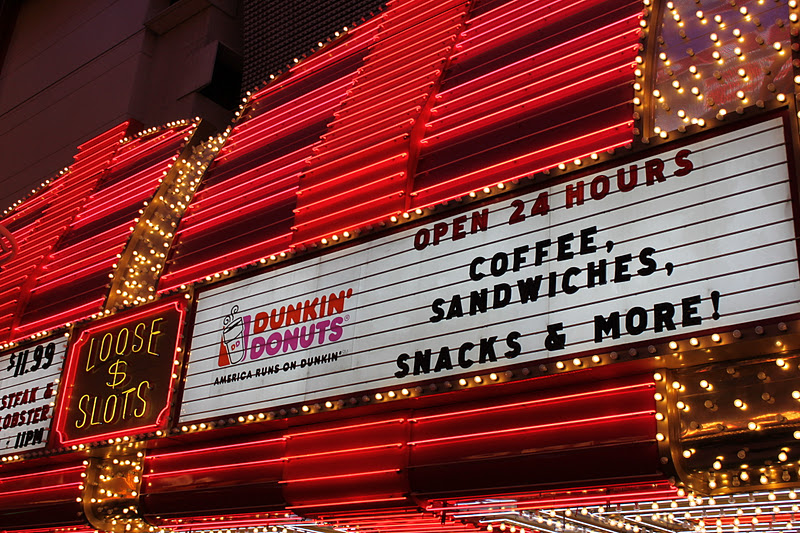 $11.99
STEAK &
LOBSTER
11PM
LOOSE
$
SLOTS
DUNKIN'
DONUTS®
AMERICA RUNS ON DUNKIN'
OPEN 24 HOURS
COFFEE,
SANDWICHES,
SNACKS & MORE!